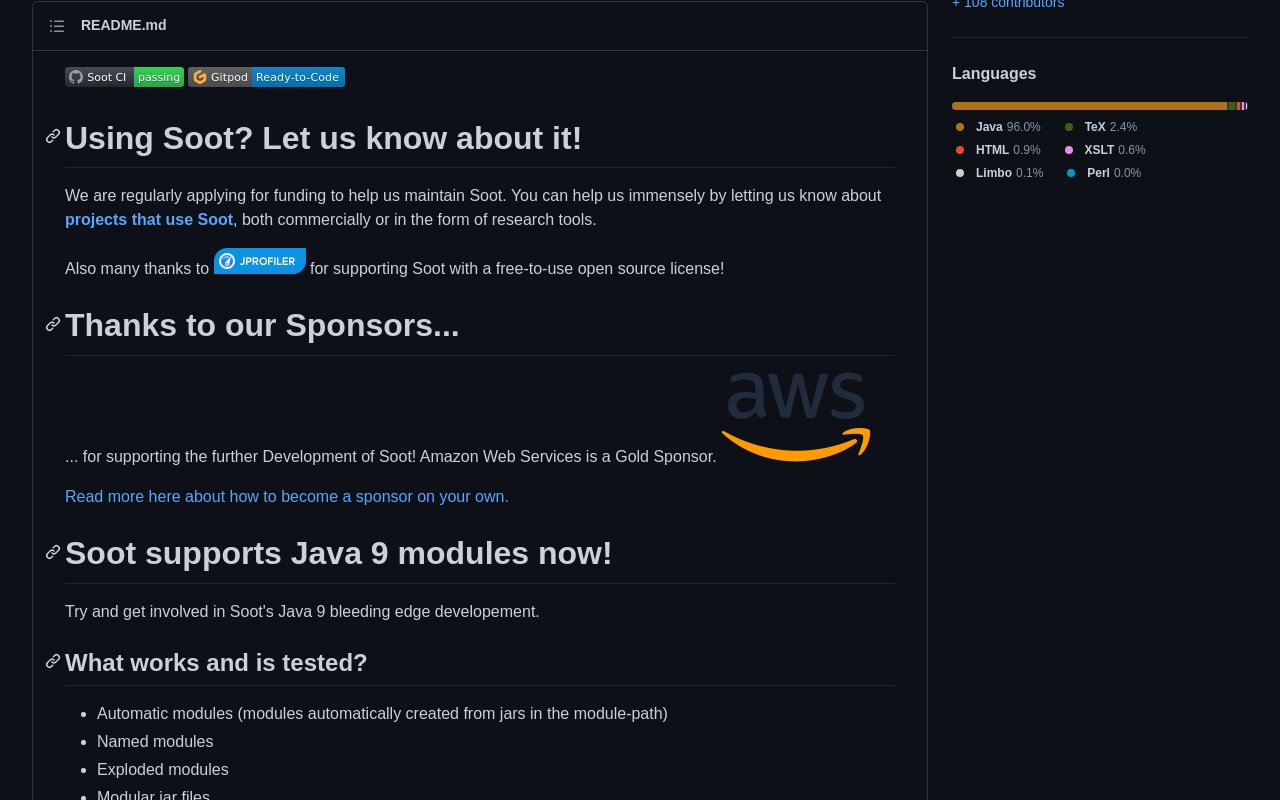 + 108 contributors
README.md
Soot CI passing Gitpod Ready-to-Code
Using Soot? Let us know about it!
We are regularly applying for funding to help us maintain Soot. You can help us immensely by letting us know about
projects that use Soot, both commercially or in the form of research tools.
Also many thanks to JPROFILER for supporting Soot with a free-to-use open source license!
Thanks to our Sponsors...
aws
... for supporting the further Development of Soot! Amazon Web Services is a Gold Sponsor.
Read more here about how to become a sponsor on your own.
Soot supports Java 9 modules now!
Try and get involved in Soot's Java 9 bleeding edge developement.
What works and is tested?
• Automatic modules (modules automatically created from jars in the module-path)
• Named modules
• Exploded modules
• Modular jar files
Languages
Java 96.0% TeX 2.4%
HTML 0.9% XSLT 0.6%
Limbo 0.1% Perl 0.0%